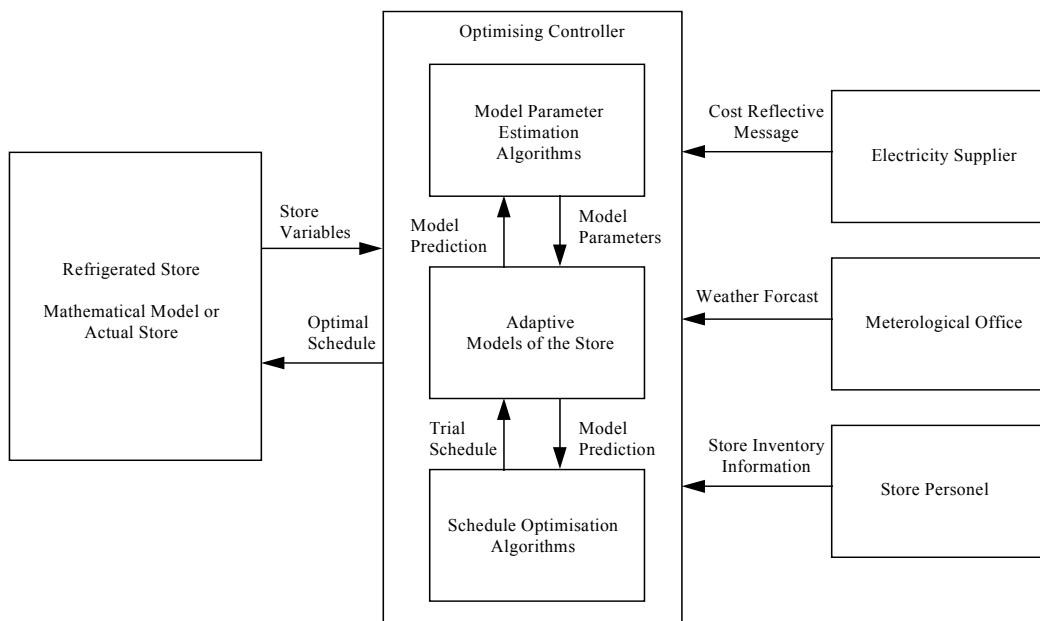 Optimising Controller
Model Parameter
Estimation
Algorithms
Cost Reflective
Message
Electricity Supplier
Store
Variables
Model
Prediction
Model
Parameters
Refrigerated Store
Mathematical Model or
Actual Store
Optimal
Schedule
Adaptive
Models of the Store
Weather Forcast
Meterological Office
Trial
Schedule
Model
Prediction
Store Inventory
Information
Store Personel
Schedule Optimisation
Algorithms